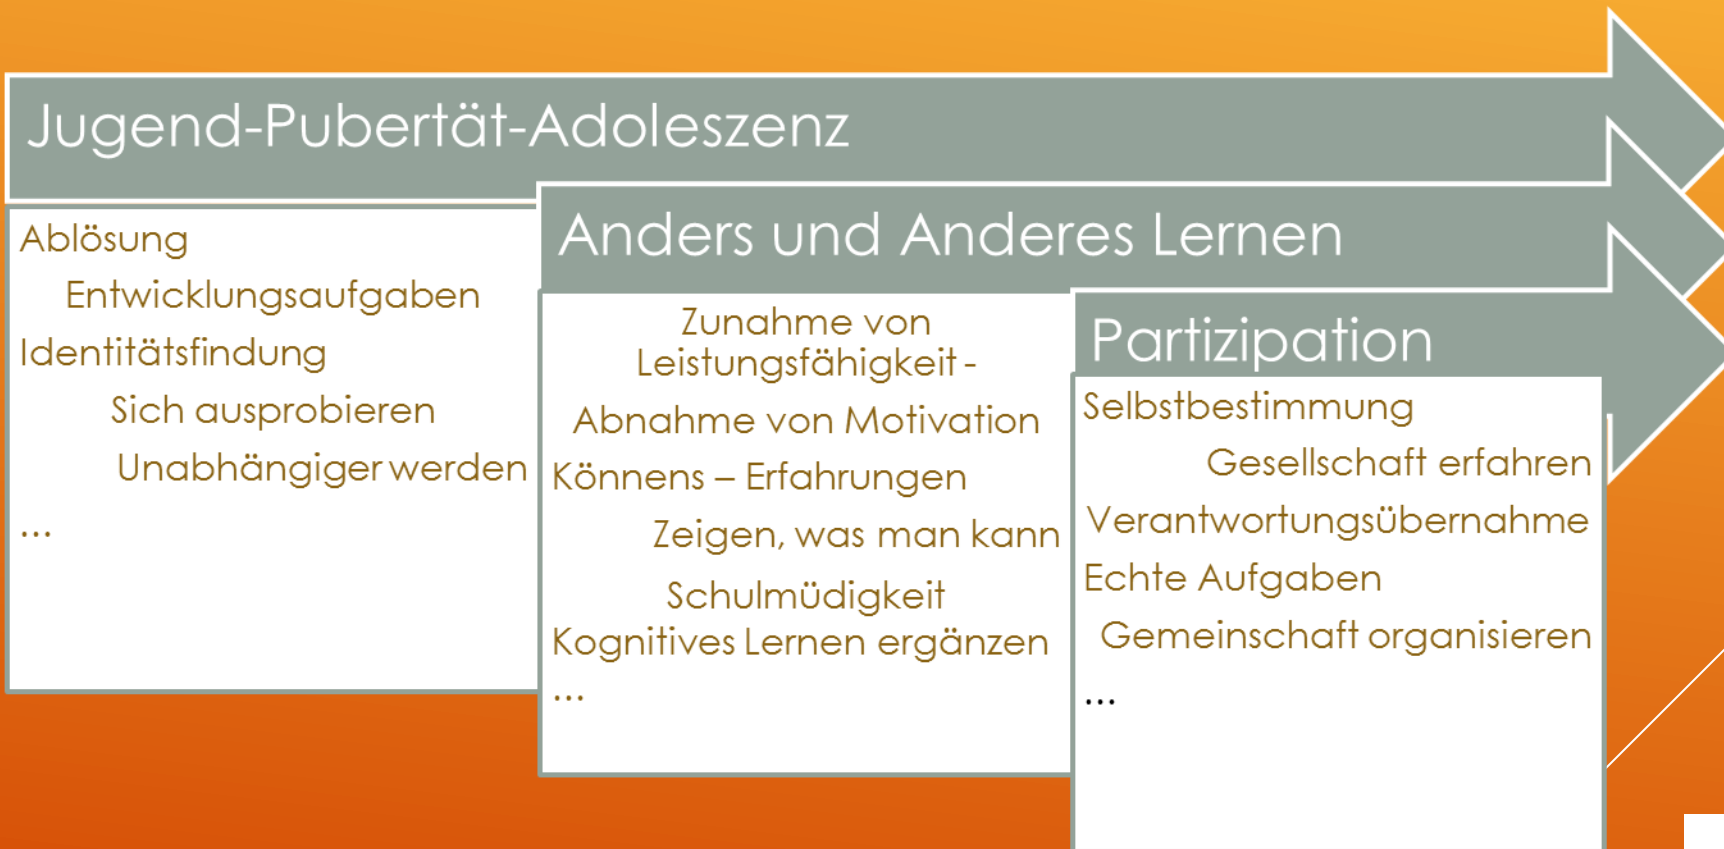 Jugend-Pubertät-Adoleszenz
Ablösung
Entwicklungsaufgaben
Identitätsfindung
Sich ausprobieren
Unabhängiger werden
...
Anders und Anderes Lernen
Zunahme von
Leistungsfähigkeit -
Abnahme von Motivation
Könnens – Erfahrungen
Zeigen, was man kann
Schulmüdigkeit
Kognitives Lernen ergänzen
...
Partizipation
Selbstbestimmung
Gesellschaft erfahren
Verantwortungsübernahme
Echte Aufgaben
Gemeinschaft organisieren
...